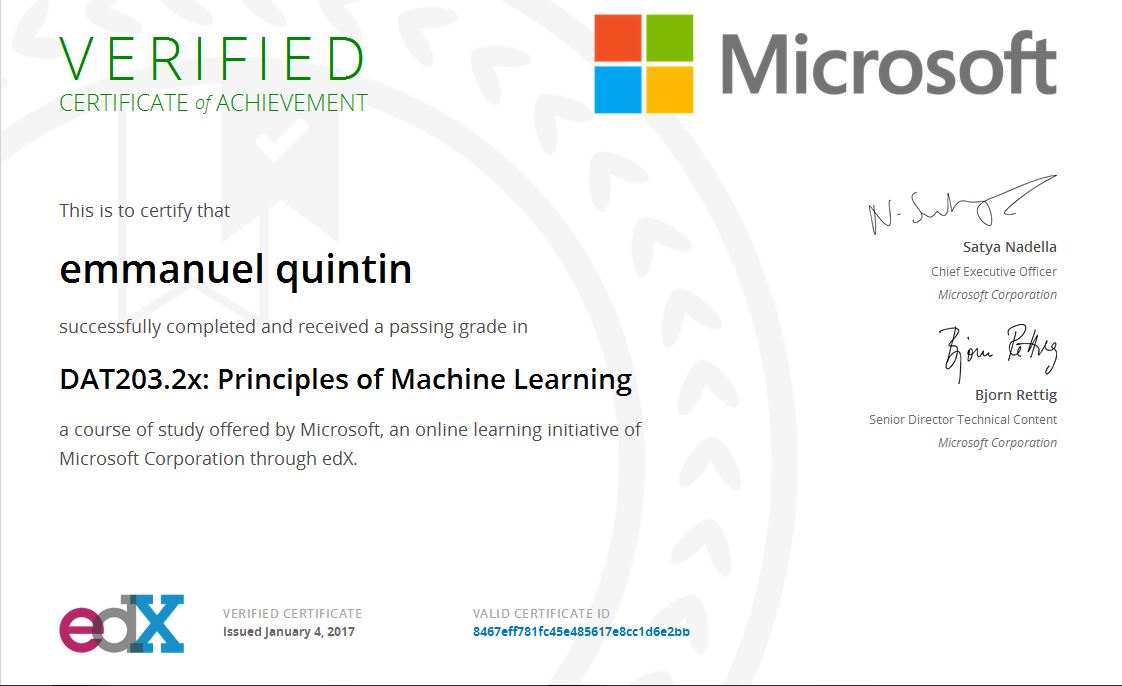 VERIFIED
CERTIFICATE of ACHIEVEMENT
Microsoft
This is to certify that
emmanuel quintin
successfully completed and received a passing grade in
DAT203.2x: Principles of Machine Learning
a course of study offered by Microsoft, an online learning initiative of
Microsoft Corporation through edX.
N. Satya
Satya Nadella
Chief Executive Officer
Microsoft Corporation
Bjorn Rettig
Bjorn Rettig
Senior Director Technical Content
Microsoft Corporation
edX
VERIFIED CERTIFICATE
Issued January 4, 2017
VALID CERTIFICATE ID
8467eff781fc45e485617e8cc1d6e2bb